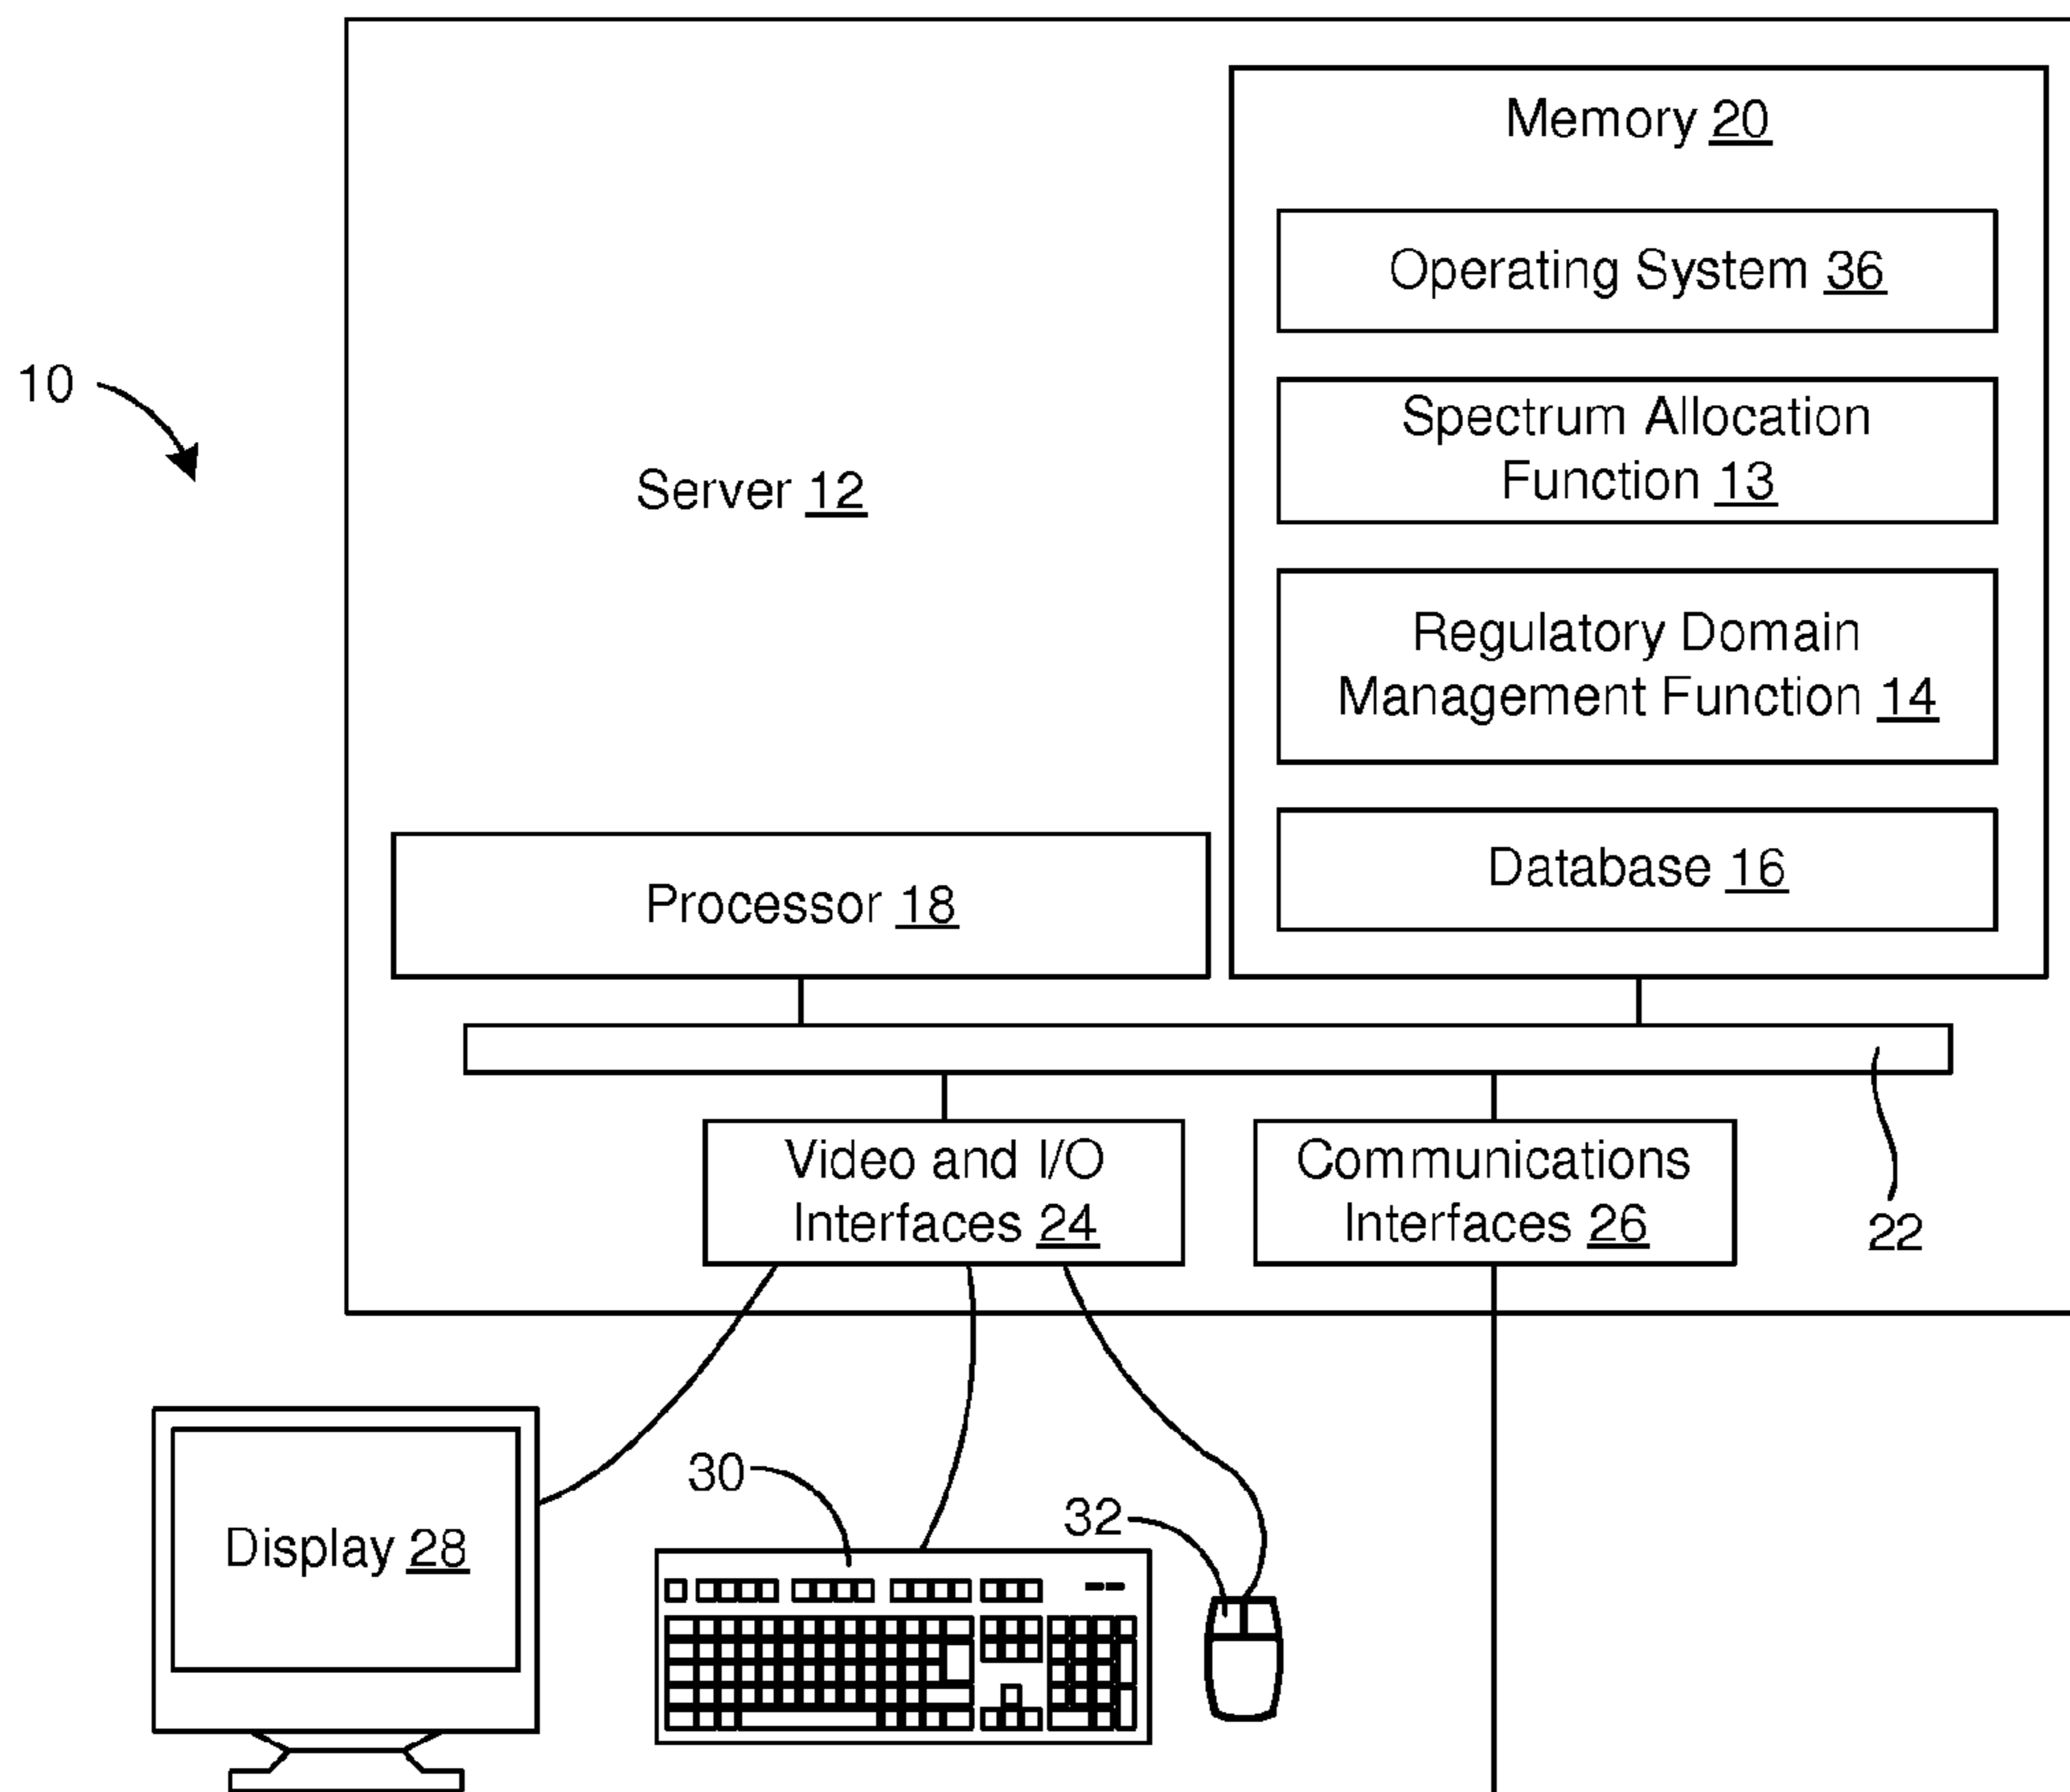 Memory 20
Operating System 36
10
Spectrum Allocation
Function 13
Server 12
Regulatory Domain
Management Function 14
Database 16
Processor 18
Video and I/O
Interfaces 24
Communications
Interfaces 26
22
30
32
Display 28